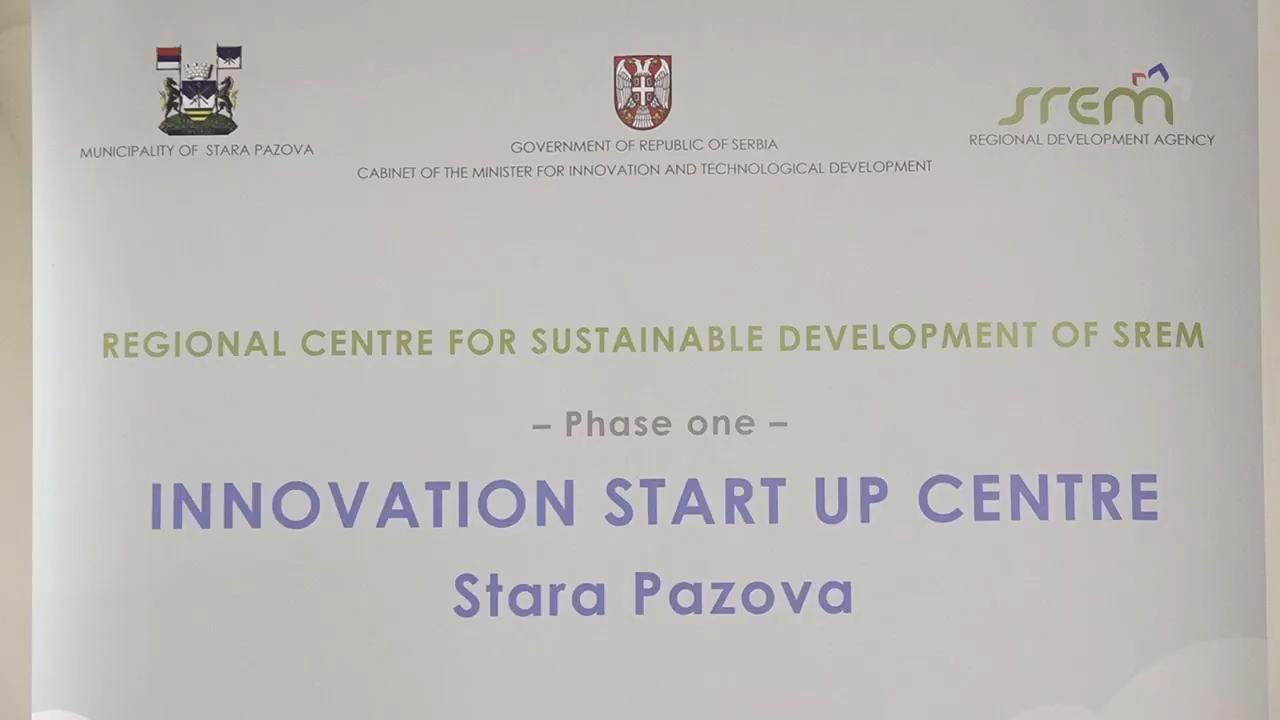 MUNICIPALITY OF STARA PAZOVA
GOVERNMENT OF REPUBLIC OF SERBIA
CABINET OF THE MINISTER FOR INNOVATION AND TECHNOLOGICAL DEVELOPMENT
srem
REGIONAL DEVELOPMENT AGENCY
REGIONAL CENTRE FOR SUSTAINABLE DEVELOPMENT OF SREM
– Phase one –
INNOVATION START UP CENTRE
Stara Pazova